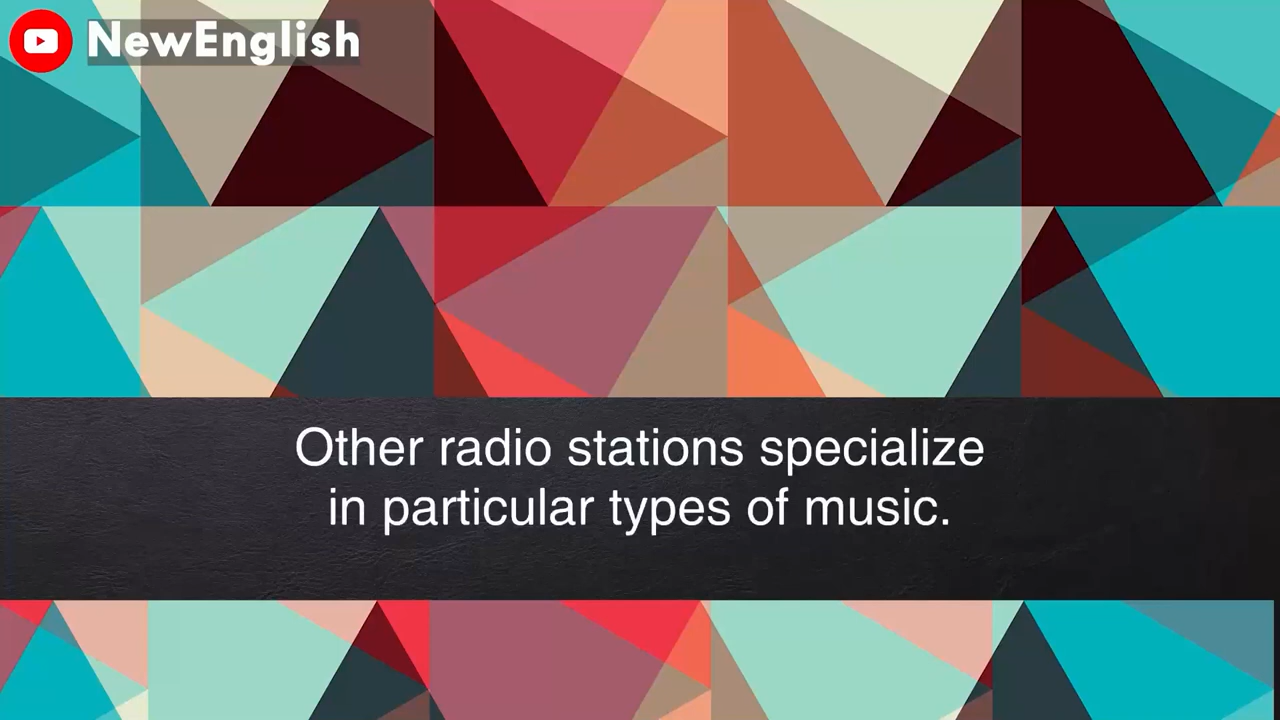 NewEnglish
Other radio stations specialize
in particular types of music.